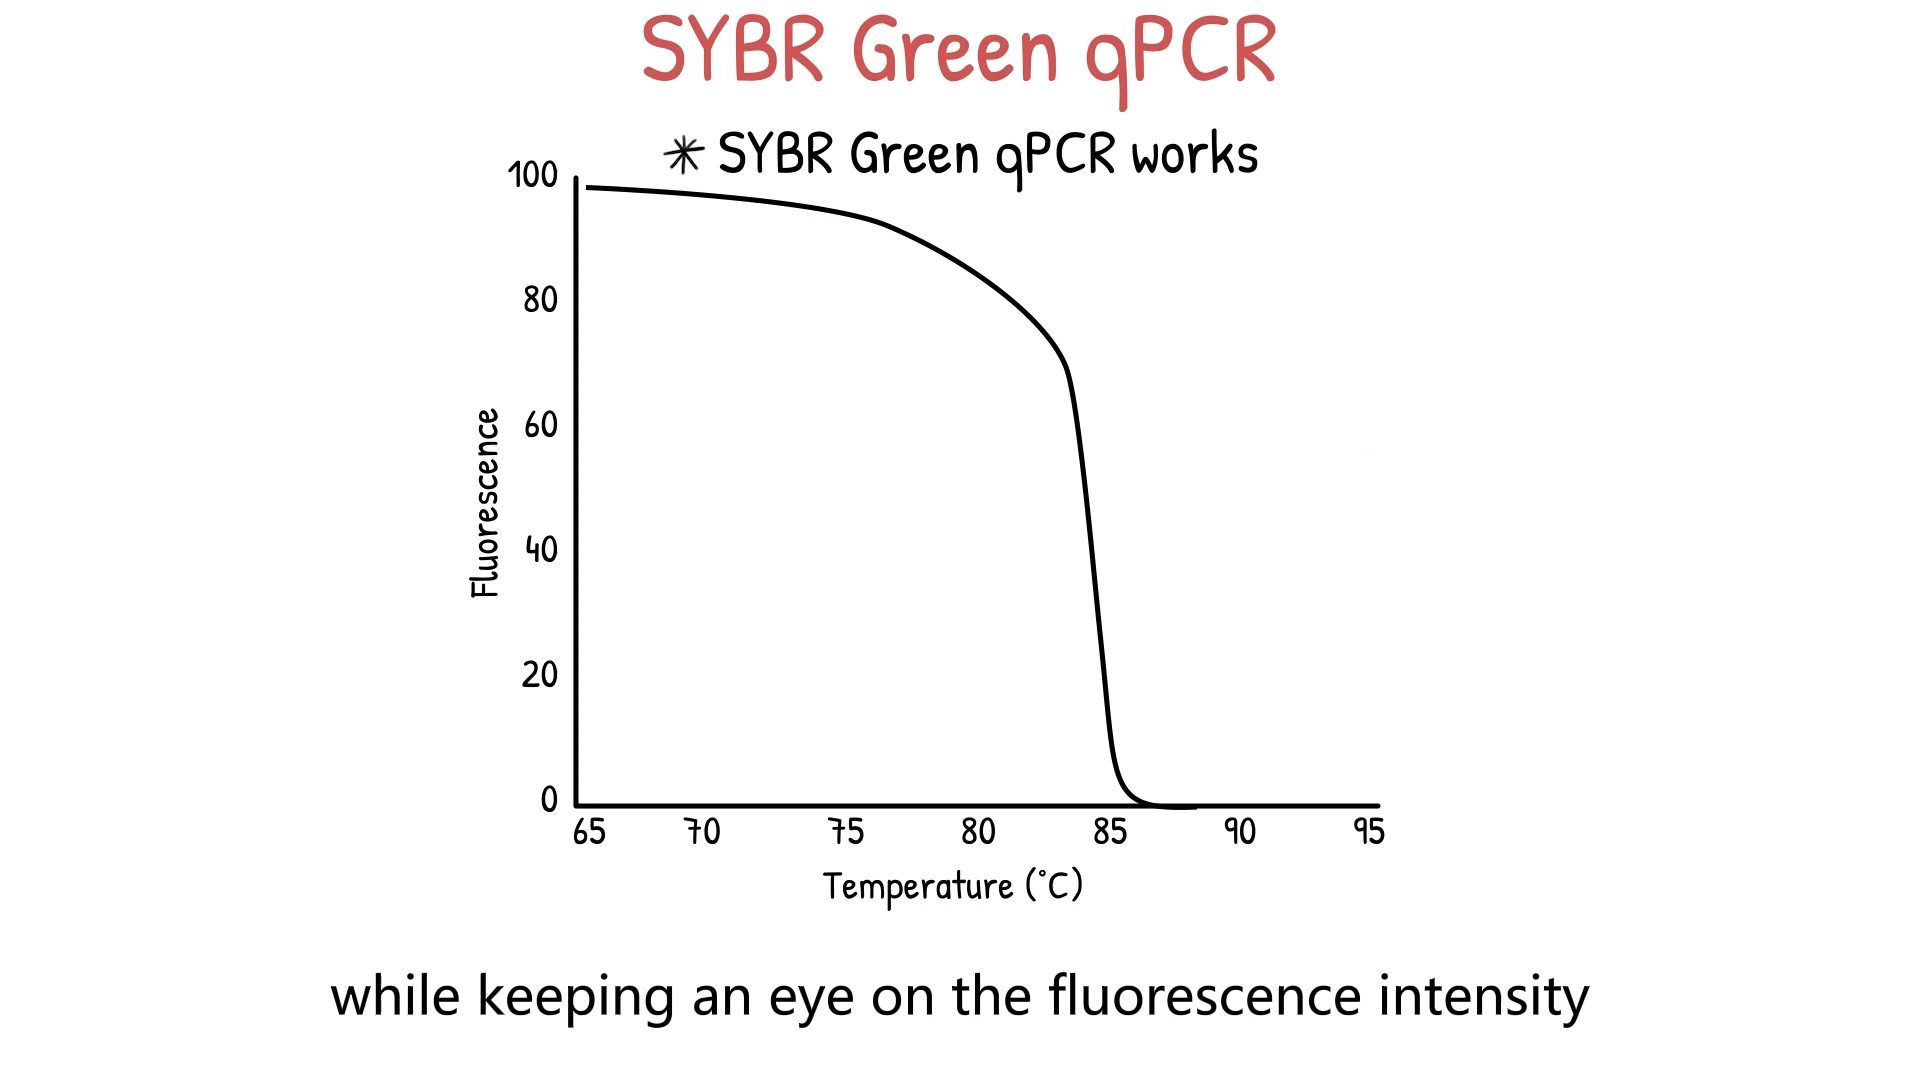 SYBR Green qPCR
✳ SYBR Green qPCR works
100
80
60
40
20
0
Fluorescence
65 70 75 80 85 90 95
Temperature (°C)
while keeping an eye on the fluorescence intensity